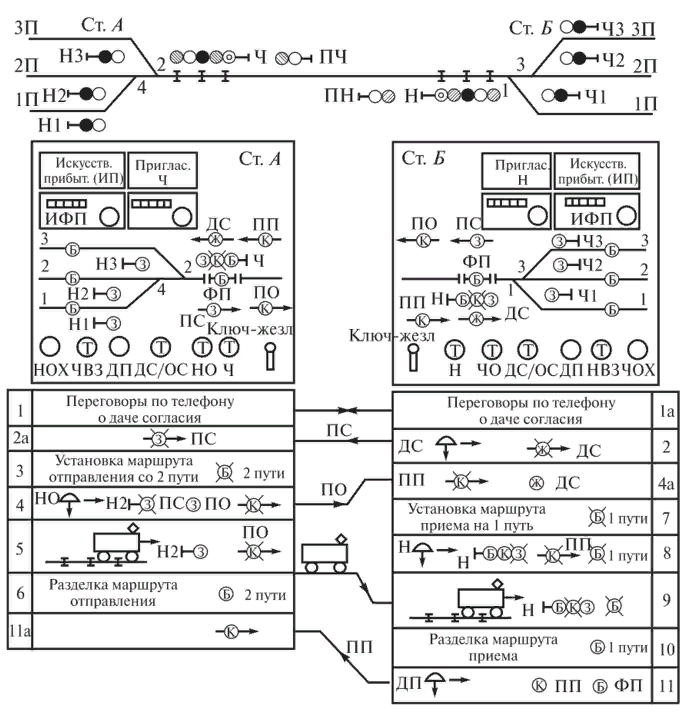 Ст. А
Ст. Б
3П
Н3
2П
2
Ч
ПЧ
4
1П
Н2
Н1
Ч3
3П
Ч2
3
2П
ПН
Н
1
Ч1
1П
Искусств.
прибыт. (ИП)
Приглас.
Ч
Ст. А
ИФП
ДС
ПП
Ж
К
3
Б
Н3
З
2
З
К
Б
Ч
2
Б
4
Б
ФП
ПО
1
Б
Н2
З
З
К
Н1
З
ПС
Ключ-жезл
Т
Т
Т
Т
НОХ
ЧВЗ
ДП
ДС/ОС
НО
Ч
Ст. Б
Приглас.
Н
Искусств.
прибыт. (ИП)
ИФП
ПО
ПС
К
З
З
Ч3
3
Б
ФП
Б
3
З
Ч2
2
Б
ПП
Н
Б
К
З
1
З
Ч1
1
Б
К
Ж
ДС
Ключ-жезл
Т
Т
Т
Т
Н
ЧО
ДС/ОС
ДП
НВЗ
ЧОХ
1
Переговоры по телефону
о даче согласия
Переговоры по телефону
о даче согласия
1а
2а
З
ПС
ПС
ДС
Ж
ДС
2
3
Установка маршрута
отправления со 2 пути
Б
2 пути
ПП
К
Ж
ДС
4а
4
НО
Н2
З
ПС
З
ПО
К
ПО
Установка маршрута
приема на 1 путь
Б
1 пути
7
5
Н2
З
ПО
К
Н
Н
Б
К
З
К
ПП
Б
1 пути
8
6
Разделка маршрута
отправления
Б
2 пути
Н
Б
К
З
Б
9
11а
К
ПП
Разделка маршрута
приема
Б
1 пути
10
ДП
К
ПП
Б
ФП
11